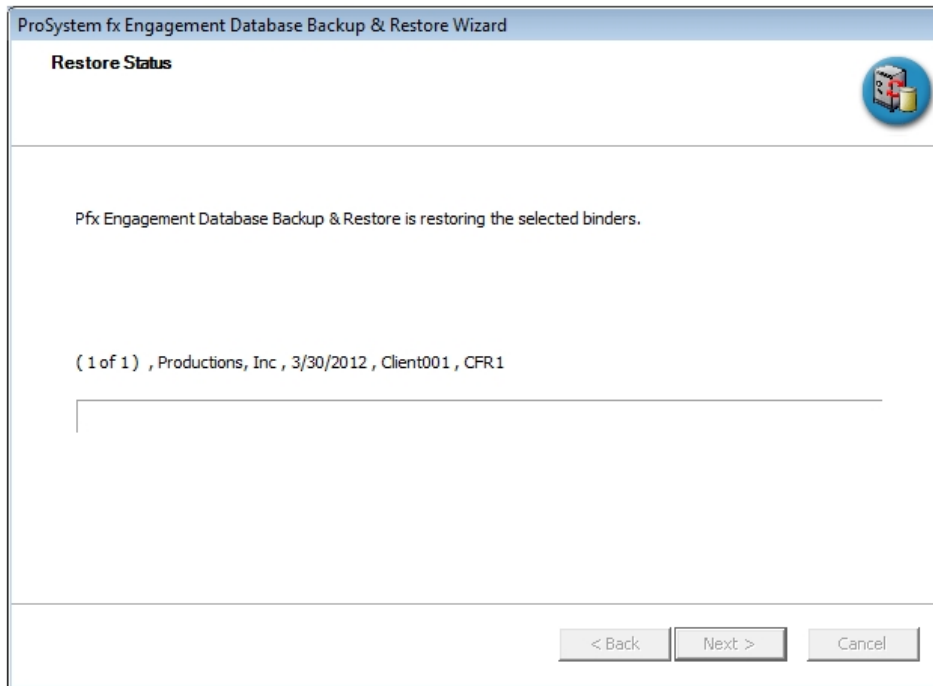 ProSystem fx Engagement Database Backup & Restore Wizard
Restore Status
Pfx Engagement Database Backup & Restore is restoring the selected binders.
( 1 of 1 ) , Productions, Inc , 3/30/2012 , Client001 , CFR1
< Back Next > Cancel